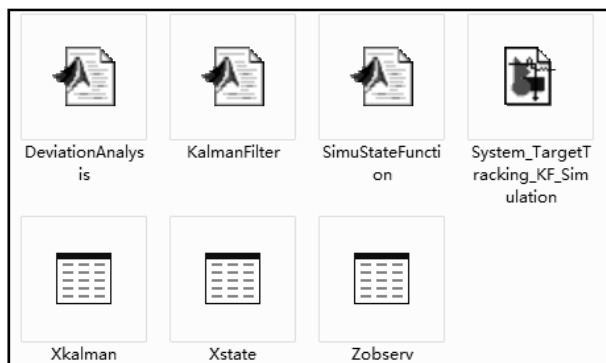 DeviationAnalys
is
KalmanFilter
SimuStateFuncti
on
System_TargetT
racking_KF_Sim
ulation
Xkalman
Xstate
Zobserv